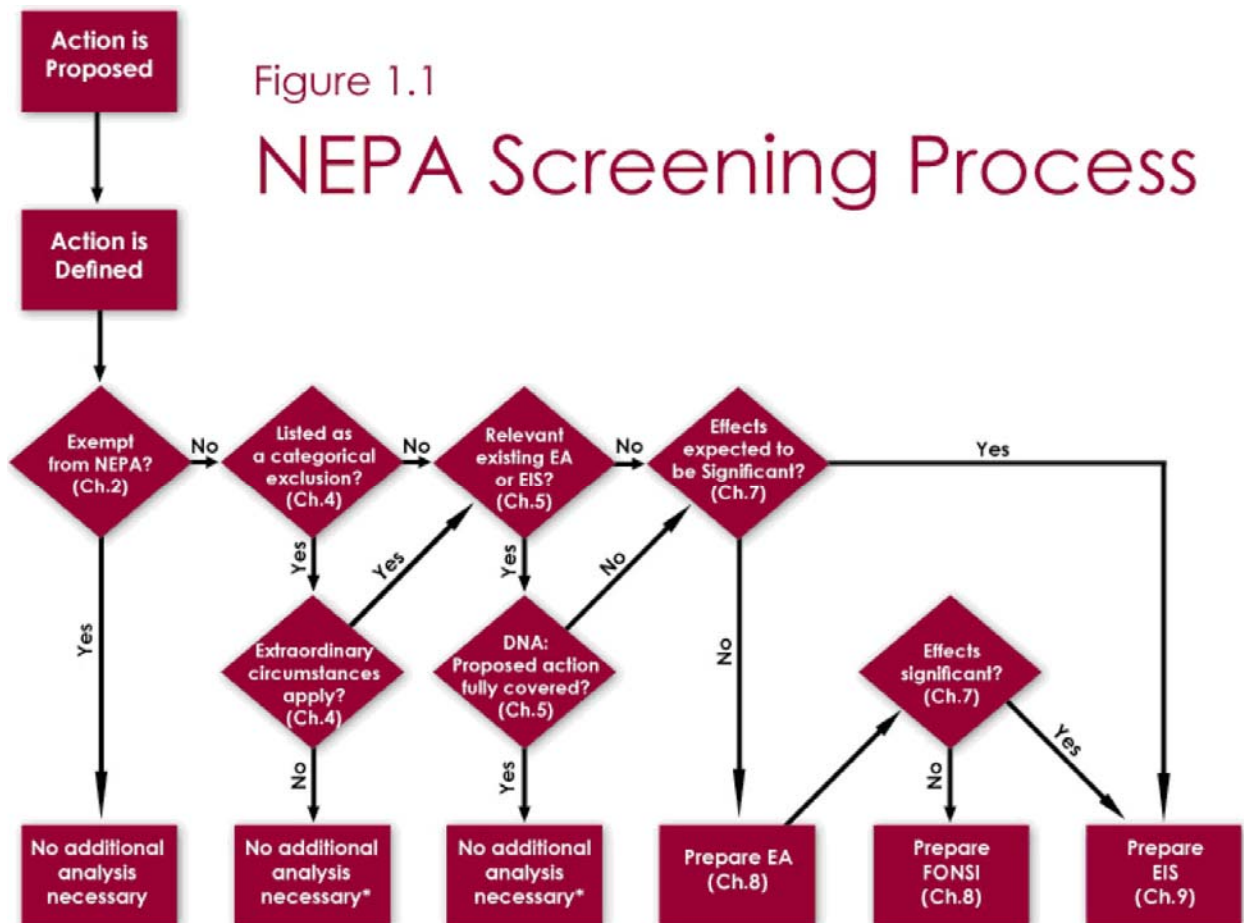 Action is
Proposed
Figure 1.1
NEPA Screening Process
Action is
Defined
Exempt
from NEPA?
(Ch.2)
No
Listed as
a categorical
exclusion?
(Ch.4)
No
Relevant
existing EA
or EIS?
(Ch.5)
No
Effects
expected to
be Significant?
(Ch.7)
Yes
Yes
Yes
Yes
Yes
No
No
Extraordinary
circumstances
apply?
(Ch.4)
DNA:
Proposed action
fully covered?
(Ch.5)
Effects
significant?
(Ch.7)
No
Yes
No
Yes
No additional
analysis
necessary
No additional
analysis
necessary*
No additional
analysis
necessary*
Prepare EA
(Ch.8)
Prepare
FONSI
(Ch.8)
Prepare
EIS
(Ch.9)